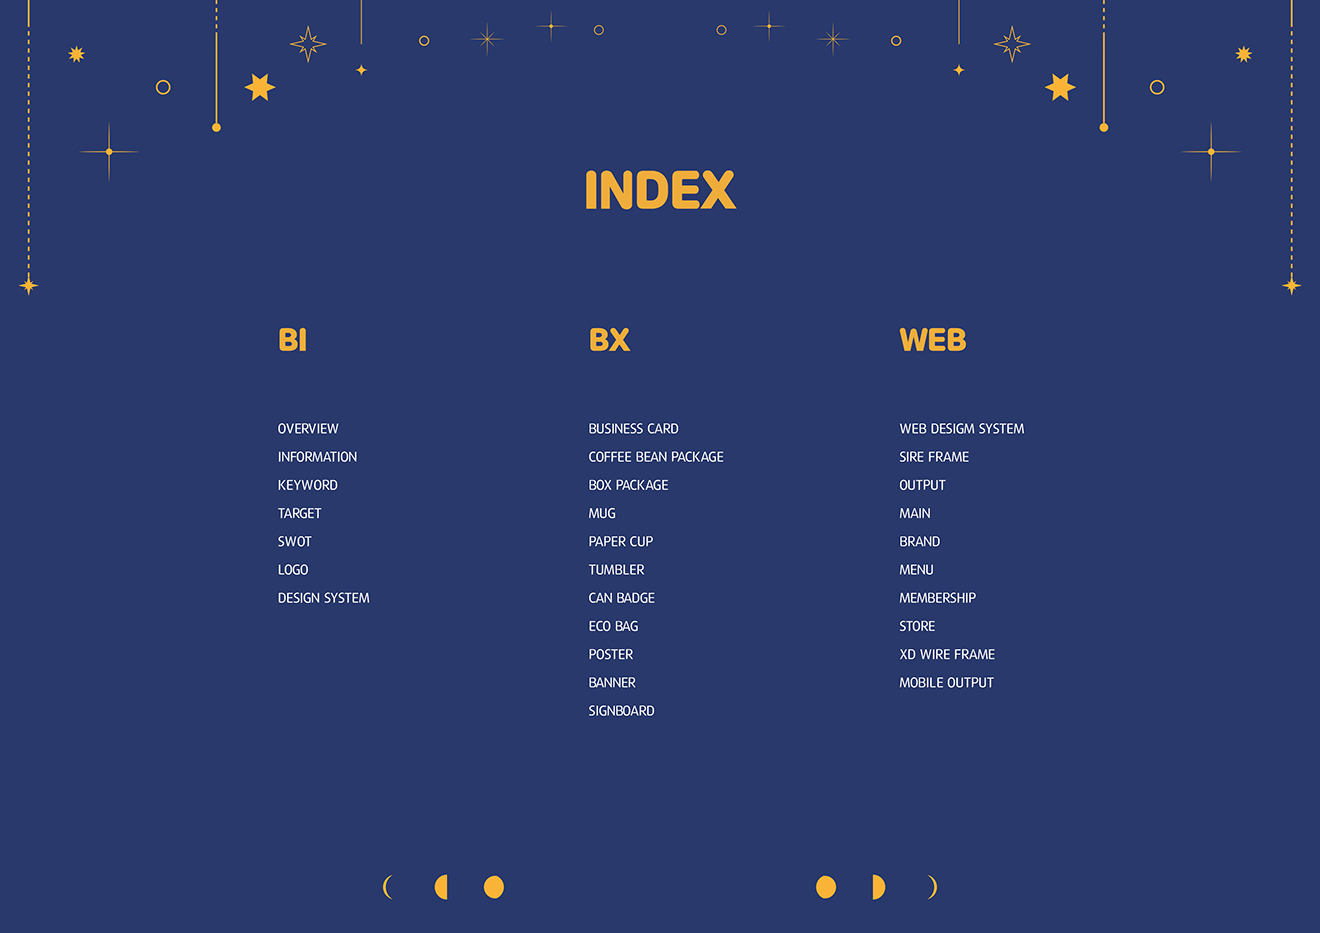 INDEX
BI
OVERVIEW
INFORMATION
KEYWORD
TARGET
SWOT
LOGO
DESIGN SYSTEM
BX
BUSINESS CARD
COFFEE BEAN PACKAGE
BOX PACKAGE
MUG
PAPER CUP
TUMBLER
CAN BADGE
ECO BAG
POSTER
BANNER
SIGNBOARD
WEB
WEB DESIGM SYSTEM
SIRE FRAME
OUTPUT
MAIN
BRAND
MENU
MEMBERSHIP
STORE
XD WIRE FRAME
MOBILE OUTPUT